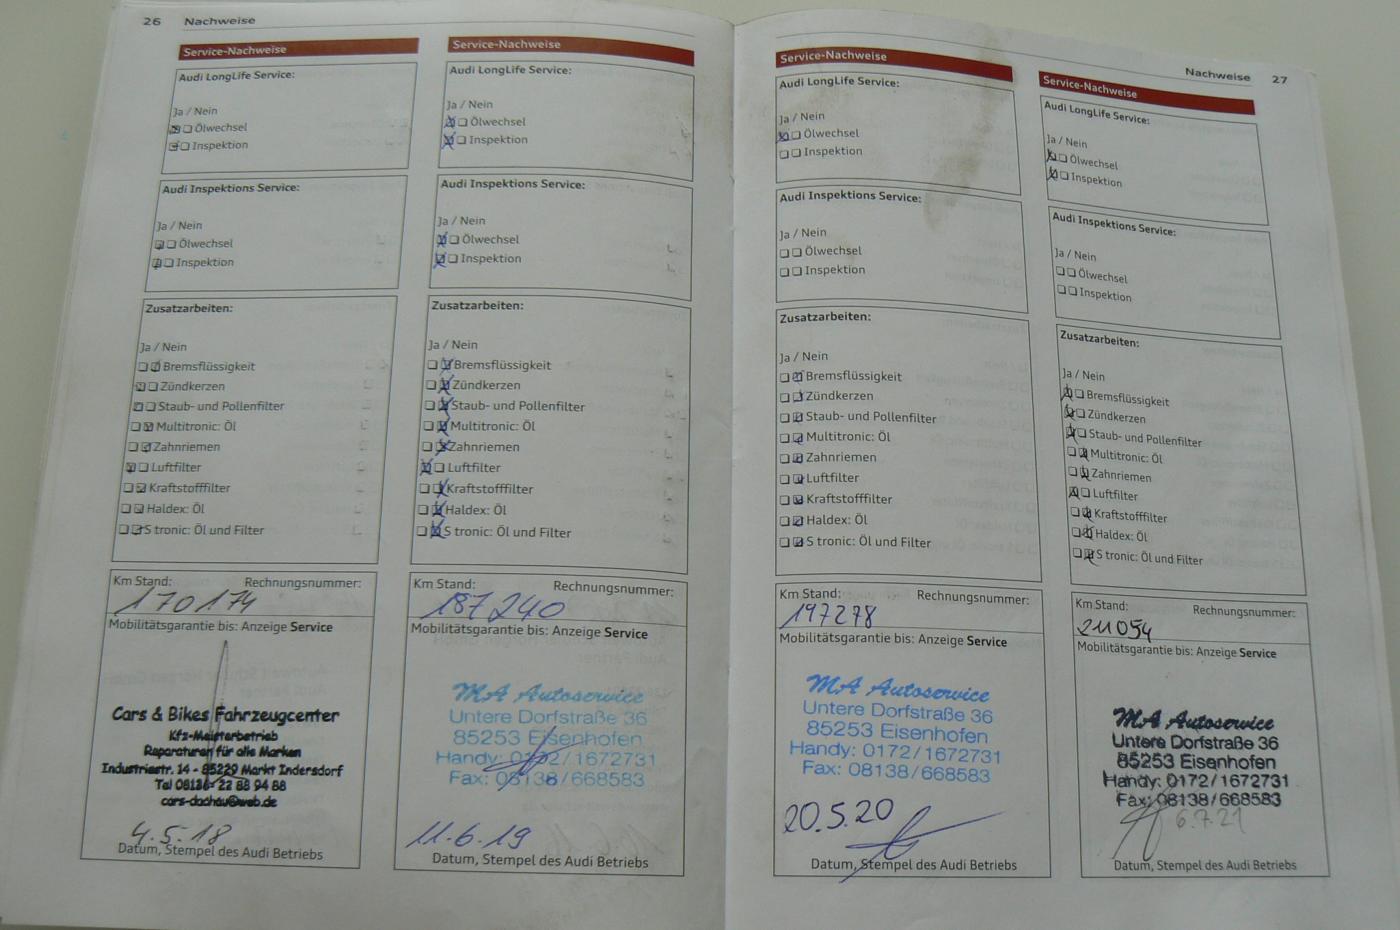 26 Nachweise
Service-Nachweise
Audi LongLife Service:
Ja / Nein
Ölwechsel
Inspektion
Audi Inspektions Service:
Ja / Nein
Ölwechsel
Inspektion
Zusatzarbeiten:
Ja / Nein
Bremsflüssigkeit
Zündkerzen
Staub- und Pollenfilter
Multitronic: Öl
Zahnriemen
Luftfilter
Kraftstofffilter
Haldex: Öl
S tronic: Öl und Filter
Km Stand: Rechnungsnummer:
170174
Mobilitätsgarantie bis: Anzeige Service
Cars & Bikes Fahrzeugcenter
Kfz-Meisterbetrieb
Reparaturen für alle Marken
Industriestr. 14 - 85229 Markt Indersdorf
Tel 08136- 22 88 94 88
cars-dachau@web.de
4.5.18
Datum, Stempel des Audi Betriebs
Service-Nachweise
Audi LongLife Service:
Ja / Nein
Ölwechsel
Inspektion
Audi Inspektions Service:
Ja / Nein
Ölwechsel
Inspektion
Zusatzarbeiten:
Ja / Nein
Bremsflüssigkeit
Zündkerzen
Staub- und Pollenfilter
Multitronic: Öl
Zahnriemen
Luftfilter
Kraftstofffilter
Haldex: Öl
S tronic: Öl und Filter
Km Stand: Rechnungsnummer:
187240
Mobilitätsgarantie bis: Anzeige Service
MA Autoservice
Untere Dorfstraße 36
85253 Eisenhofen
Handy: 0172/1672731
Fax: 08138/668583
11.6.19
Datum, Stempel des Audi Betriebs
Nachweise 27
Service-Nachweise
Audi LongLife Service:
Ja / Nein
Ölwechsel
Inspektion
Audi Inspektions Service:
Ja / Nein
Ölwechsel
Inspektion
Zusatzarbeiten:
Ja / Nein
Bremsflüssigkeit
Zündkerzen
Staub- und Pollenfilter
Multitronic: Öl
Zahnriemen
Luftfilter
Kraftstofffilter
Haldex: Öl
S tronic: Öl und Filter
Km Stand: Rechnungsnummer:
197278
Mobilitätsgarantie bis: Anzeige Service
MA Autoservice
Untere Dorfstraße 36
85253 Eisenhofen
Handy: 0172/1672731
Fax: 08138/668583
20.5.20
Datum, Stempel des Audi Betriebs
Service-Nachweise
Audi LongLife Service:
Ja / Nein
Ölwechsel
Inspektion
Audi Inspektions Service:
Ja / Nein
Ölwechsel
Inspektion
Zusatzarbeiten:
Ja / Nein
Bremsflüssigkeit
Zündkerzen
Staub- und Pollenfilter
Multitronic: Öl
Zahnriemen
Luftfilter
Kraftstofffilter
Haldex: Öl
S tronic: Öl und Filter
Km Stand: Rechnungsnummer:
211054
Mobilitätsgarantie bis: Anzeige Service
MA Autoservice
Untere Dorfstraße 36
85253 Eisenhofen
Handy: 0172/1672731
Fax: 08138/668583
6.7.21
Datum, Stempel des Audi Betriebs